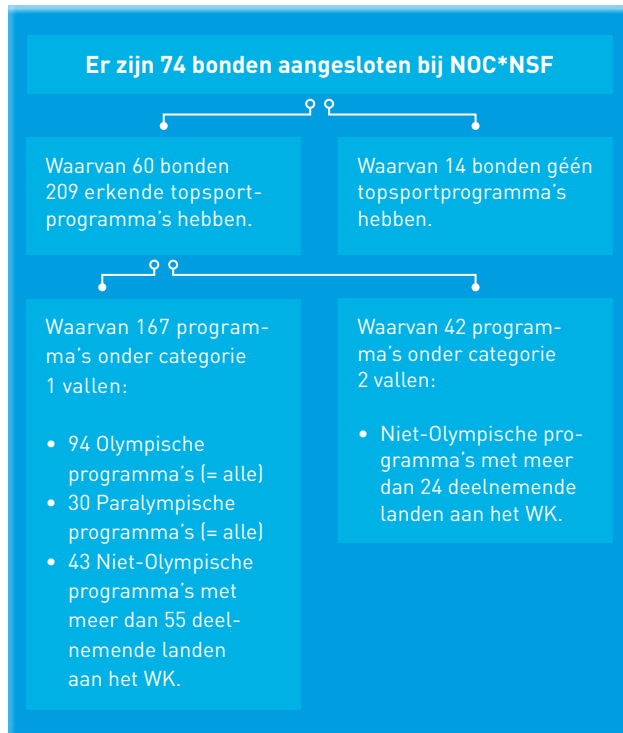 Er zijn 74 bonden aangesloten bij NOC*NSF
Waarvan 60 bonden
209 erkende topsport-
programma's hebben.
Waarvan 14 bonden géén
topsportprogramma's
hebben.
Waarvan 167 program-
ma's onder categorie
1 vallen:
• 94 Olympische
programma's (= alle)
• 30 Paralympische
programma's (= alle)
• 43 Niet-Olympische
programma's met
meer dan 55 deel-
nemende landen
aan het WK.
Waarvan 42 program-
ma's onder categorie
2 vallen:
• Niet-Olympische pro-
gramma's met meer
dan 24 deelnemende
landen aan het WK.